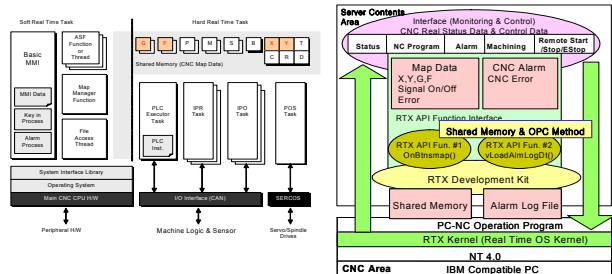 Soft Real Time Task
Hard Real Time Task
Basic
MMI
MMI Data
Key in
Process
Alarm
Process
ASF
Function
or
Thread
Map
Manager
Function
File
Access
Thread
G F P M S B X Y T
C R D
Shared Memory (CNC Map Data)
PLC
Executor
Task
PLC
Inst.
IPR
Task
IPO
Task
POS
Task
System Interface Library
Operating System
Main CNC CPU H/W
I/O Interface (CAN)
SERCOS
Peripheral H/W
Machine Logic & Sensor
Servo/Spindle
Drives
Server Contents
Area
Interface (Monitoring & Control)
CNC Real Status Data & Control Data
Status NC Program Alarm Machining Remote Start
/Stop/EStop
Map Data
X,Y,G,F
Signal On/Off
Error
CNC Alarm
CNC Error
RTX API Function Interface
Shared Memory & OPC Method
RTX API Fun. #1
OnBtnsmap()
RTX API Fun. #2
vLoadAlmLogDt()
RTX Development Kit
Shared Memory
Alarm Log File
PC-NC Operation Program
RTX Kernel (Real Time OS Kernel)
NT 4.0
CNC Area
IBM Compatible PC